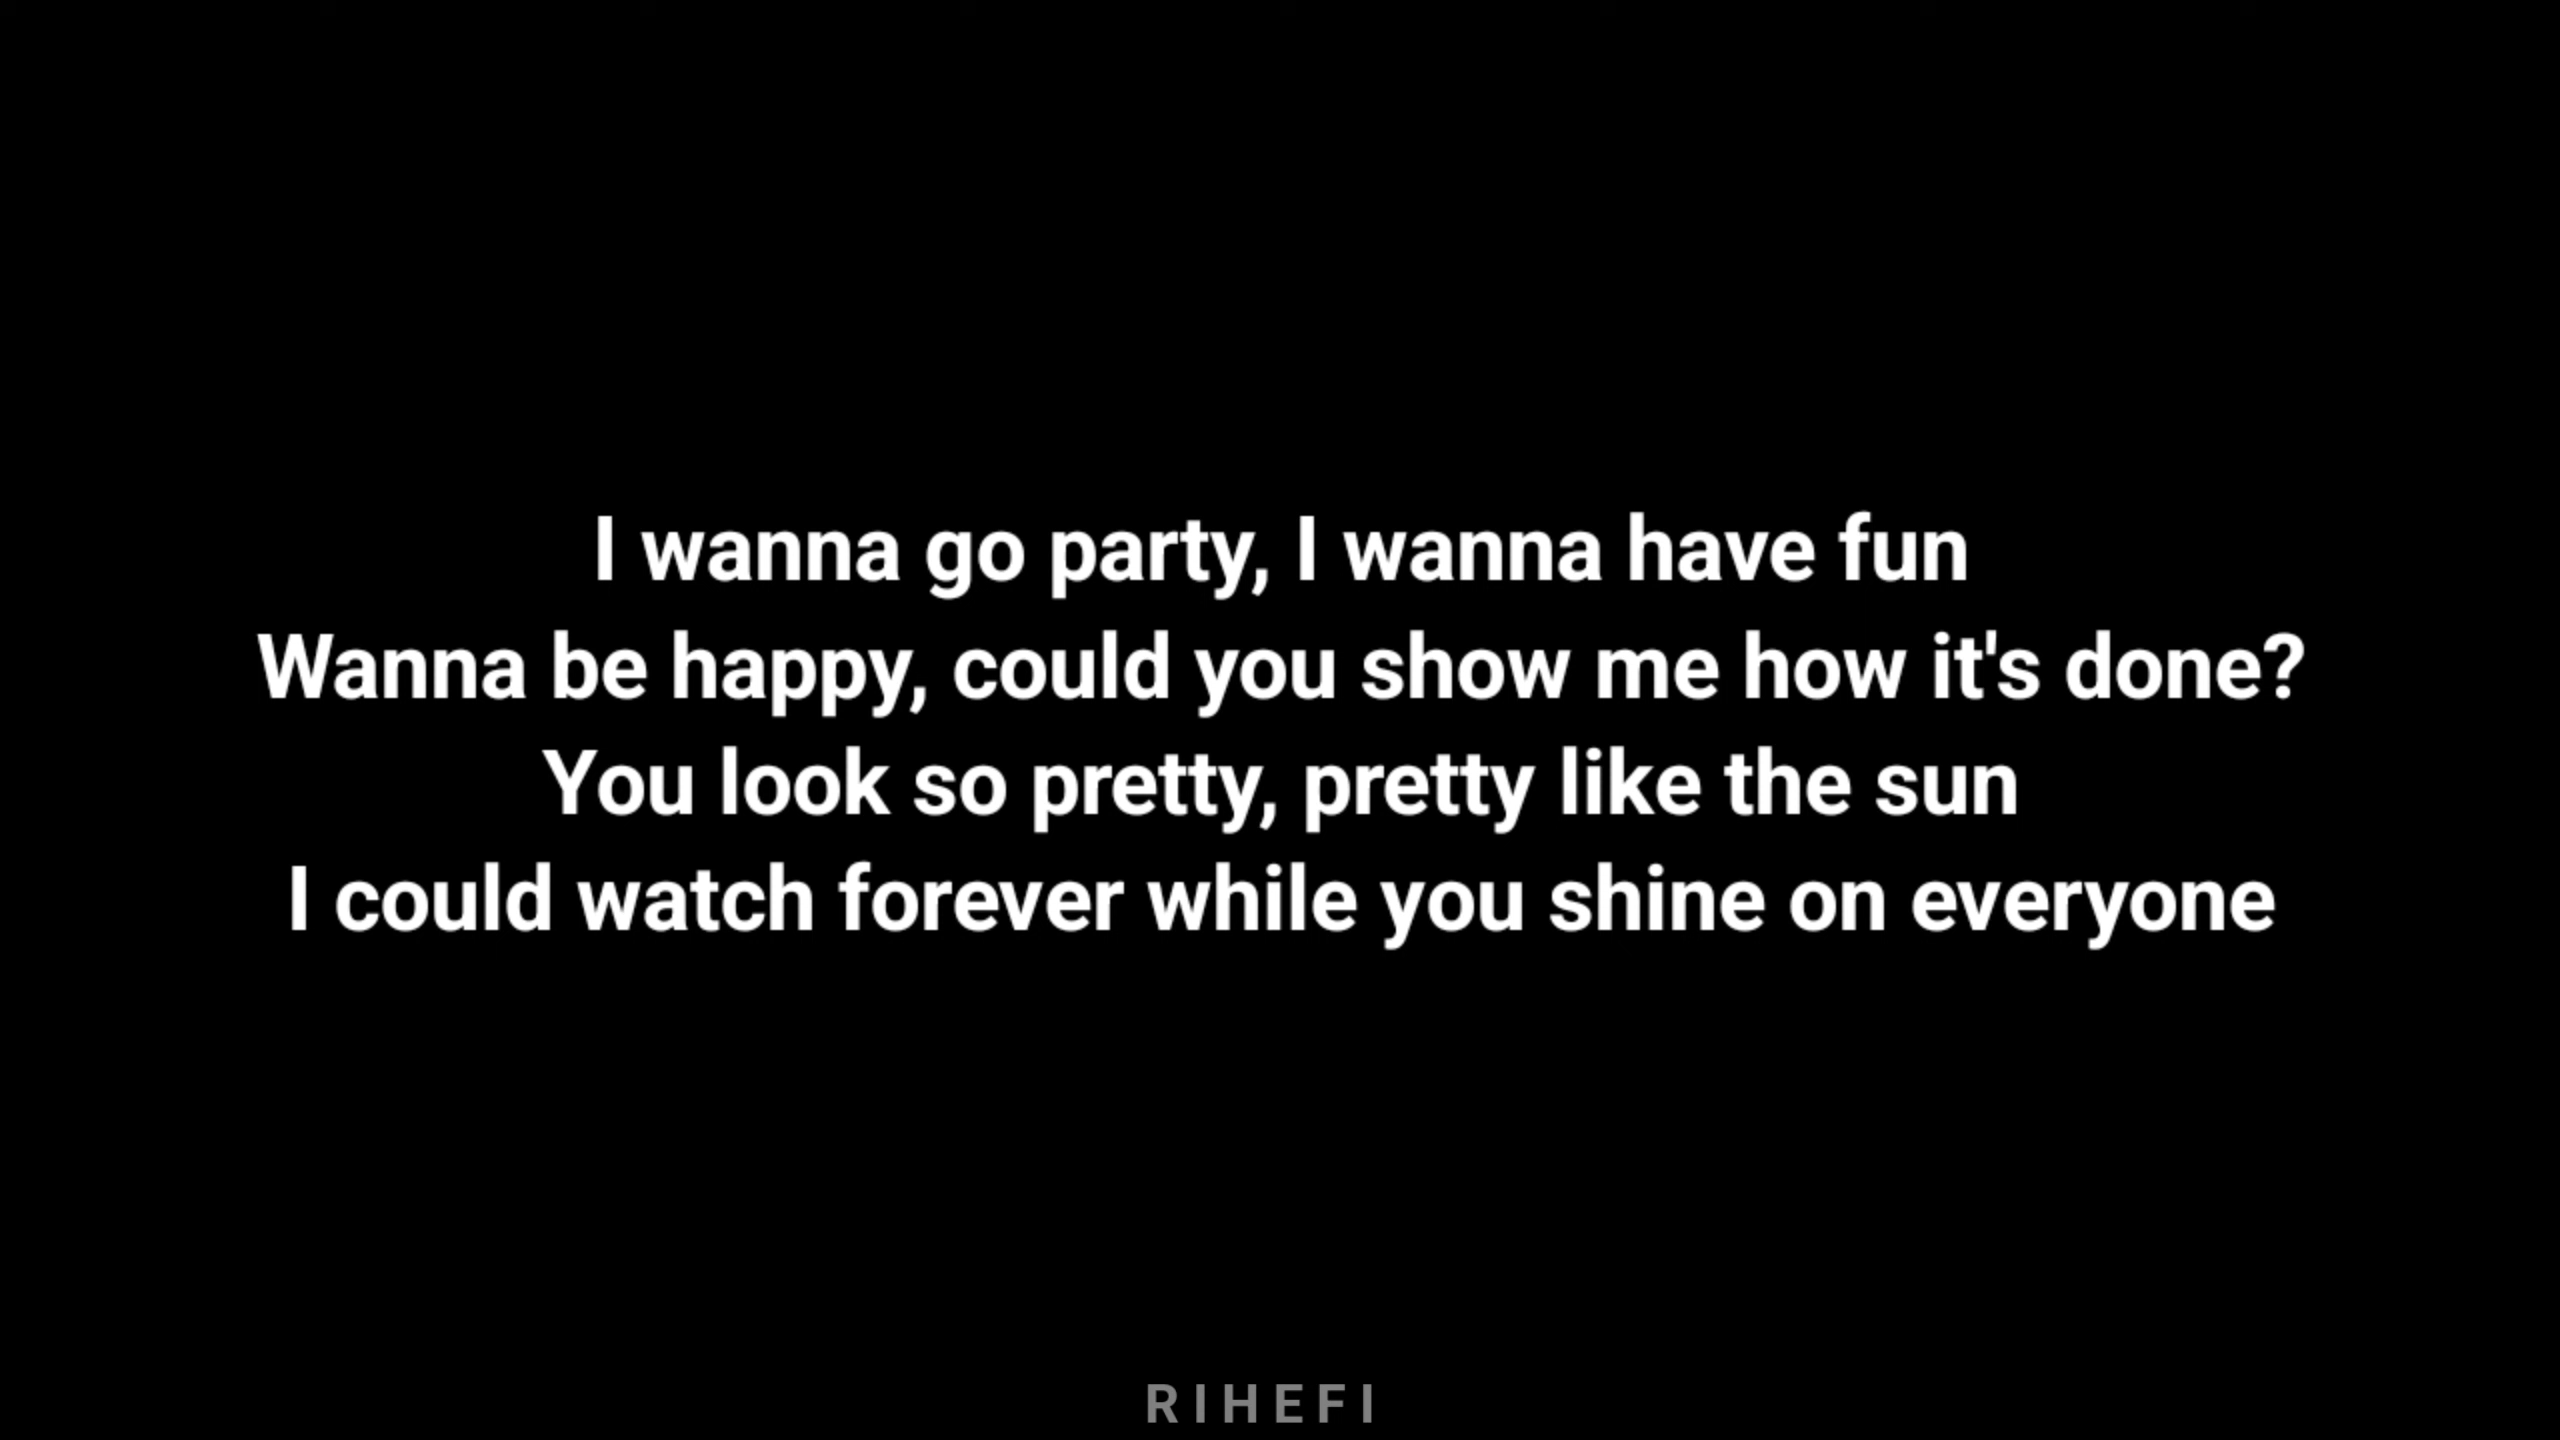 I wanna go party, I wanna have fun
Wanna be happy, could you show me how it's done?
You look so pretty, pretty like the sun
I could watch forever while you shine on everyone
RIHEFI